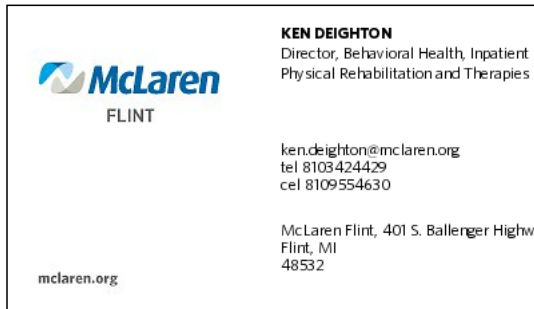 McLaren
FLINT
mclaren.org
KEN DEIGHTON
Director, Behavioral Health, Inpatient
Physical Rehabilitation and Therapies
ken.deighton@mclaren.org
tel 8103424429
cel 8109554630
McLaren Flint, 401 S. Ballenger Highw
Flint, MI
48532